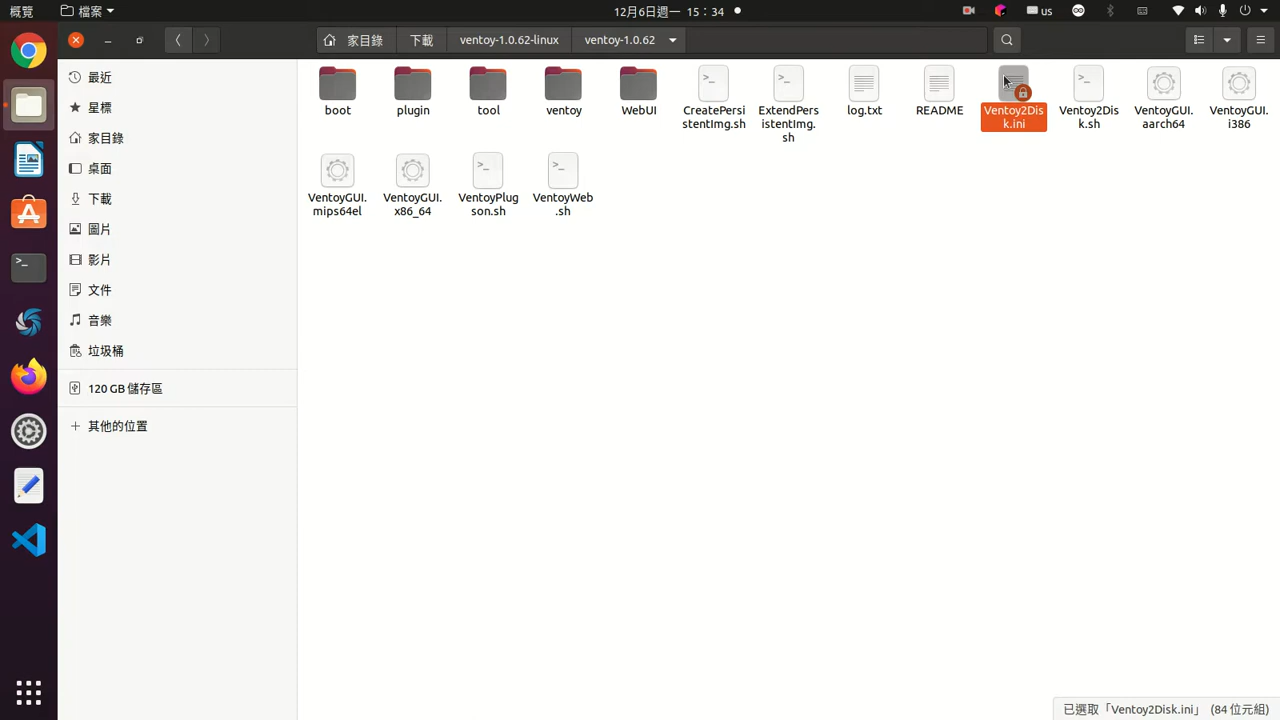 概覽 檔案 12月6日週一 15：34 us
家目錄 下載 ventoy-1.0.62-linux ventoy-1.0.62
最近
星標
家目錄
桌面
下載
圖片
影片
文件
音樂
垃圾桶
120 GB 儲存區
其他的位置
boot
plugin
tool
ventoy
WebUI
CreatePersi
stentImg.sh
ExtendPers
istentImg.
sh
log.txt
README
Ventoy2Dis
k.ini
Ventoy2Dis
k.sh
VentoyGUI.
aarch64
VentoyGUI.
i386
VentoyGUI.
mips64el
VentoyGUI.
x86_64
VentoyPlug
son.sh
VentoyWeb
.sh
已選取「Ventoy2Disk.ini」 (84 位元組)